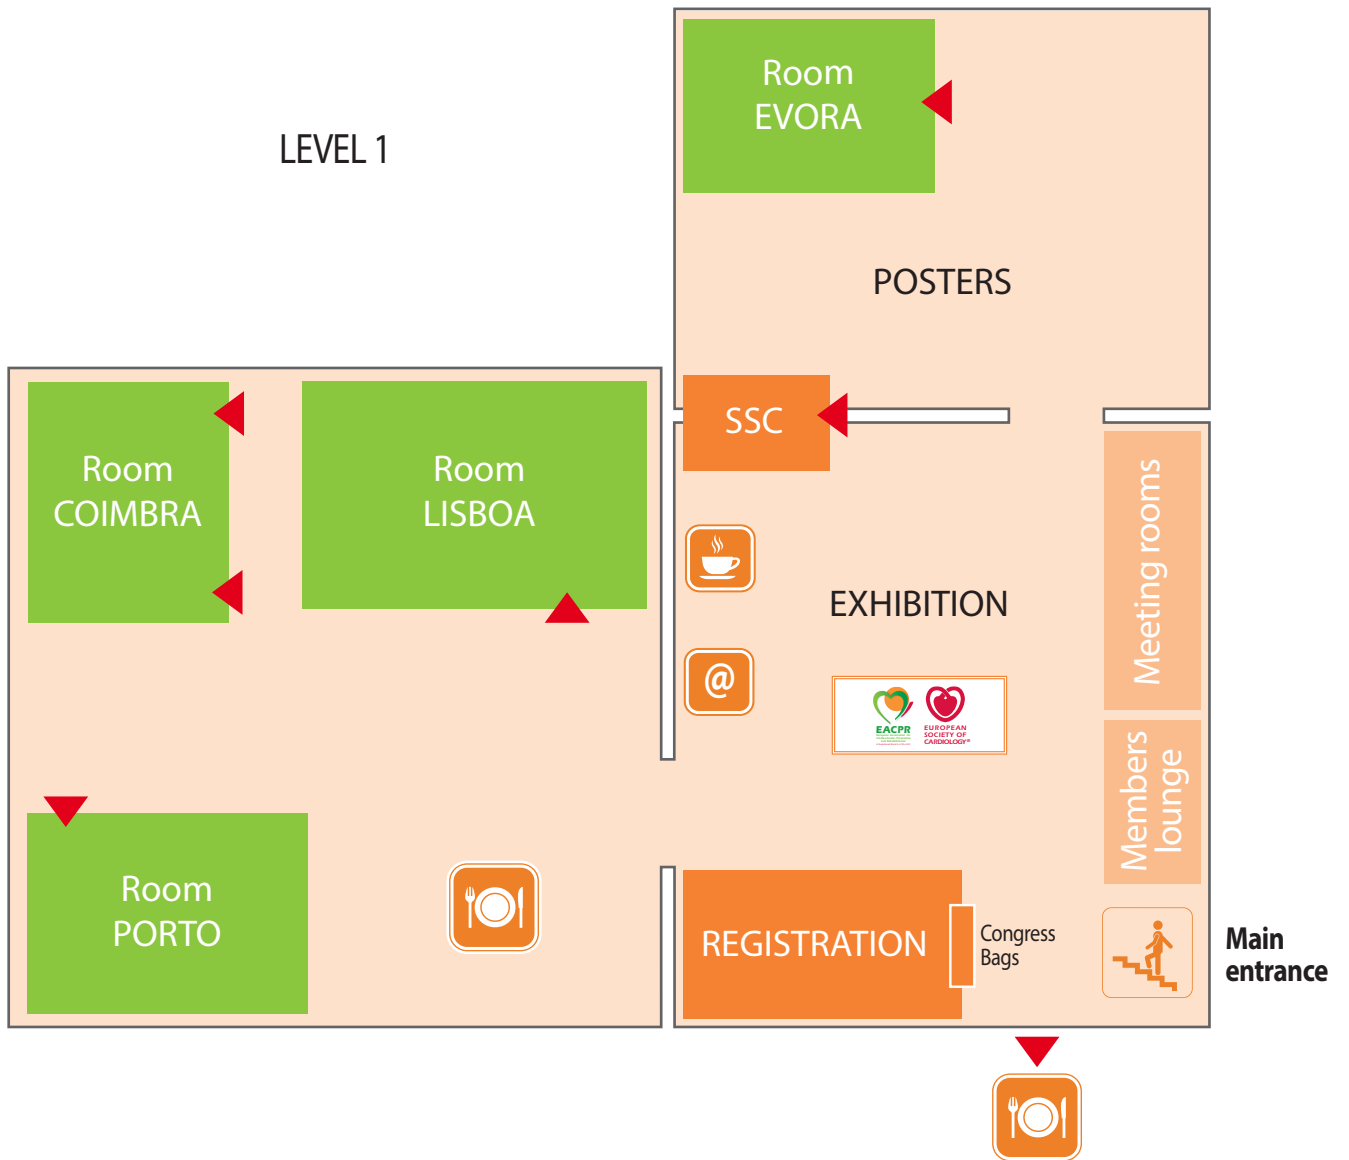 LEVEL 1
Room
EVORA
POSTERS
SSC
Room
COIMBRA
Room
LISBOA
EXHIBITION
Meeting rooms
@
EACPR
EUROPEAN
SOCIETY OF
CARDIOLOGY®
Members
lounge
Room
PORTO
REGISTRATION
Congress
Bags
Main
entrance